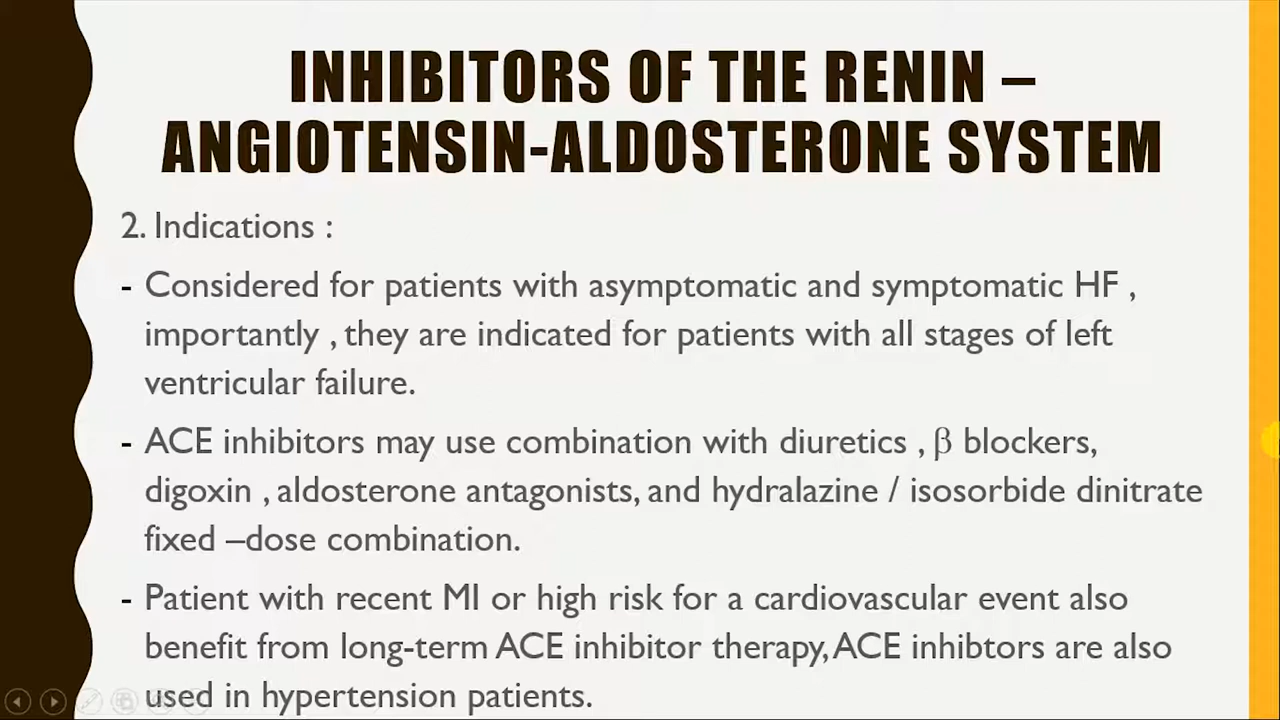 INHIBITORS OF THE RENIN –
ANGIOTENSIN-ALDOSTERONE SYSTEM
2. Indications :
- Considered for patients with asymptomatic and symptomatic HF ,
importantly , they are indicated for patients with all stages of left
ventricular failure.
- ACE inhibitors may use combination with diuretics , β blockers,
digoxin , aldosterone antagonists, and hydralazine / isosorbide dinitrate
fixed –dose combination.
- Patient with recent MI or high risk for a cardiovascular event also
benefit from long-term ACE inhibitor therapy, ACE inhibtors are also
used in hypertension patients.